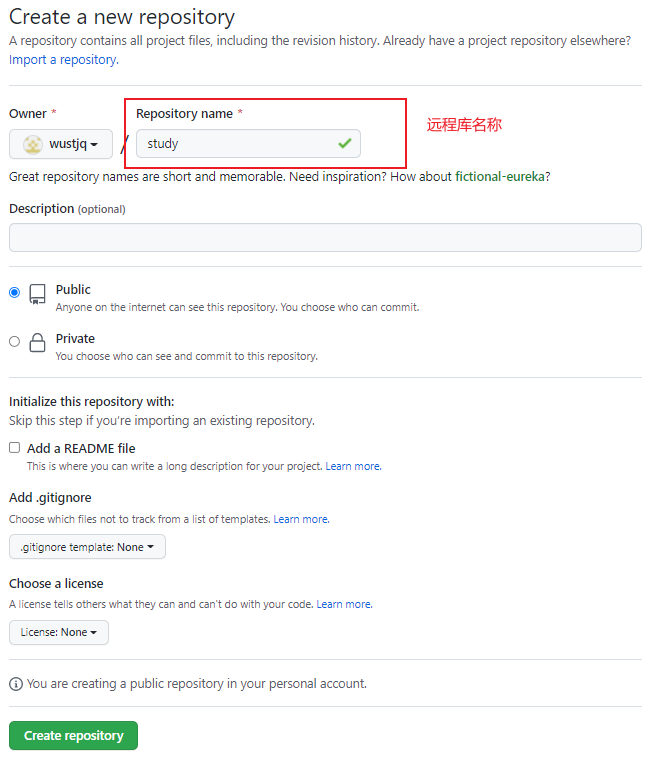 Create a new repository
A repository contains all project files, including the revision history. Already have a project repository elsewhere?
Import a repository.
Owner *
Repository name *
远程库名称
wustjq
/
study
Great repository names are short and memorable. Need inspiration? How about fictional-eureka?
Description (optional)
Public
Anyone on the internet can see this repository. You choose who can commit.
Private
You choose who can see and commit to this repository.
Initialize this repository with:
Skip this step if you're importing an existing repository.
Add a README file
This is where you can write a long description for your project. Learn more.
Add .gitignore
Choose which files not to track from a list of templates. Learn more.
.gitignore template: None
Choose a license
A license tells others what they can and can't do with your code. Learn more.
License: None
You are creating a public repository in your personal account.
Create repository